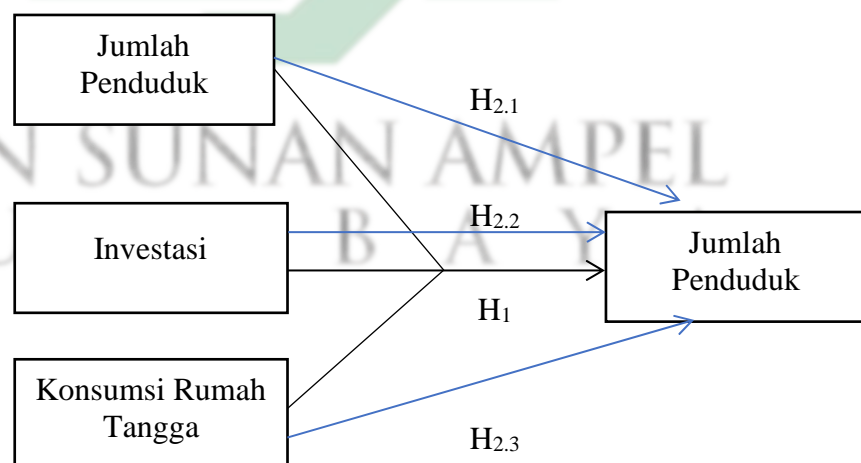 Jumlah
Penduduk
H2.1
N SUNAN AMPEL
H2.2
Investasi
B A Y
Jumlah
Penduduk
H1
Konsumsi Rumah
Tangga
H2.3